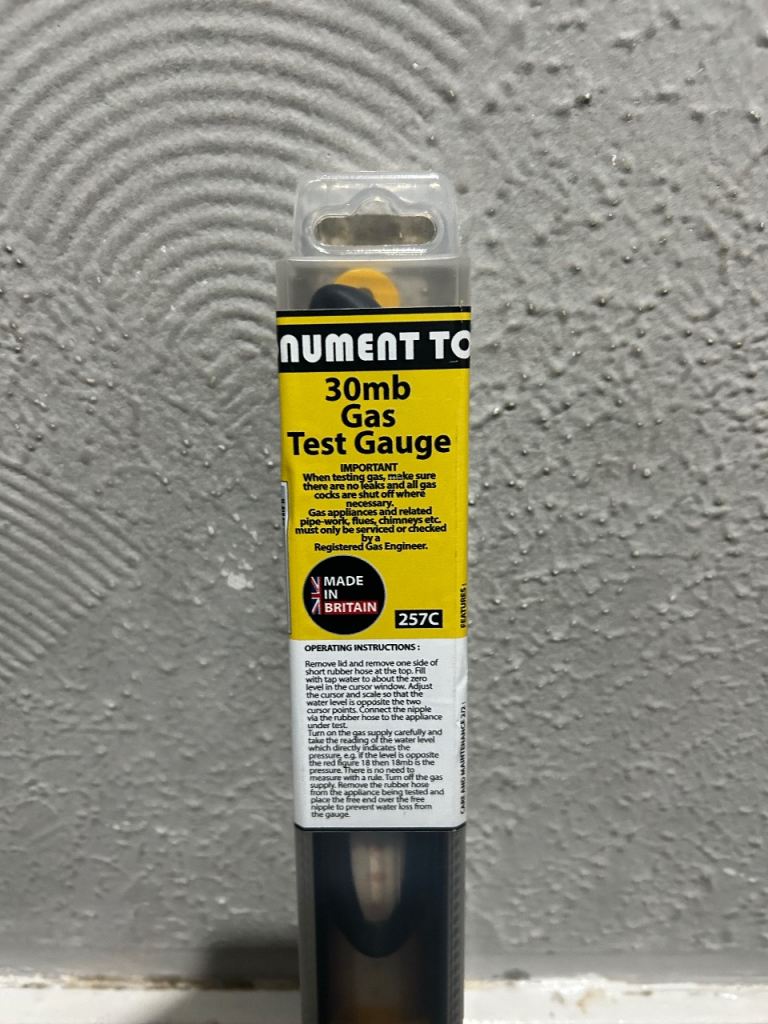 NUMENT TO
30mb
Gas
Test Gauge
IMPORTANT
When testing gas, make sure
there are no leaks and all gas
cocks are shut off where
necessary.
Gas appliances and related
pipe-work, flues, chimneys etc.
must only be serviced or checked
by a
Registered Gas Engineer.
MADE
IN
BRITAIN
257C
OPERATING INSTRUCTIONS :
Remove lid and remove one side of
short rubber hose at the top. Fill
with tap water to about the zero
level in the cursor window. Adjust
the cursor and scale so that the
water level is opposite the two
cursor points. Connect the nipple
via the rubber hose to the appliance
under test.
Turn on the gas supply carefully and
take the reading of the water level
which directly indicates the
pressure, e.g. if the level is opposite
the red figure 18 then 18mb is the
pressure. There is no need to
measure with a rule. Turn off the gas
supply. Remove the rubber hose
from the appliance being tested and
place the free end over the free
nipple to prevent water loss from
the gauge.
FEATURES :
CARE AND MAINTENANCE